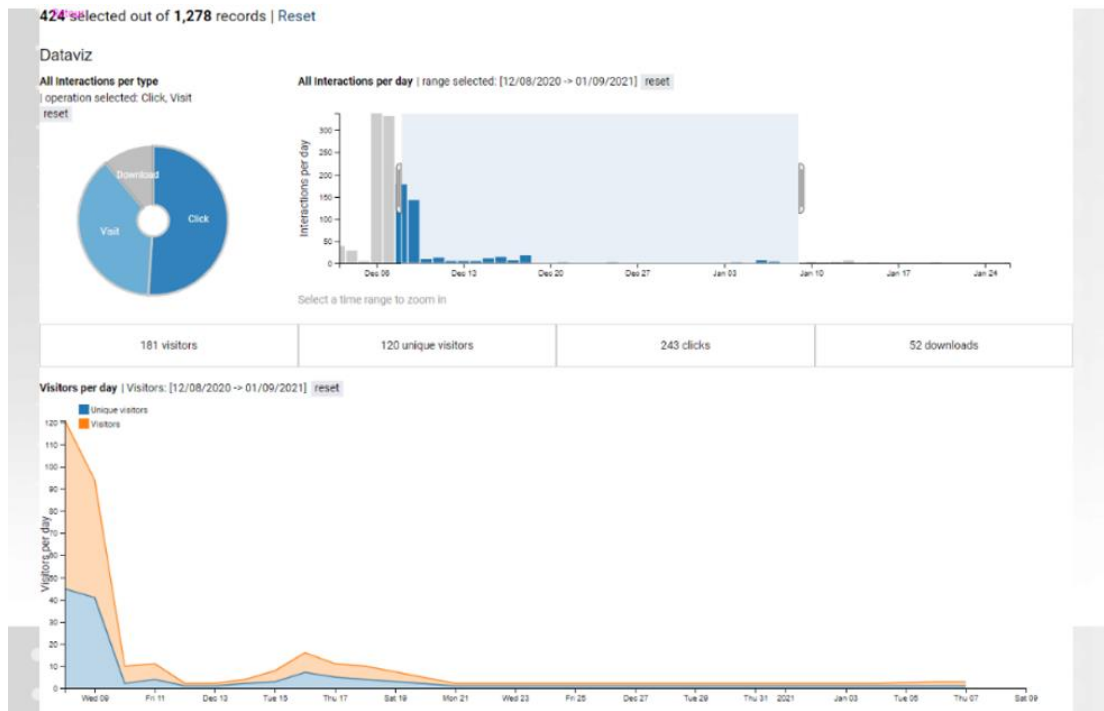 424 selected out of 1,278 records | Reset
Dataviz
All Interactions per type
| operation selected: Click, Visit
reset
Download
Visit
Click
All Interactions per day | range selected: [12/08/2020 -> 01/09/2021] reset
Interactions per day
300
250
200
150
100
50
0
Dec 06
Dec 13
Dec 20
Dec 27
Jan 03
Jan 10
Jan 17
Jan 24
Select a time range to zoom in
181 visitors
120 unique visitors
243 clicks
52 downloads
Visitors per day | Visitors: [12/08/2020 -> 01/09/2021] reset
Unique visitors
Visitors
Visitors per day
120
110
100
90
80
70
60
50
40
30
20
10
0
Wed 09
Fri 11
Dec 13
Tue 15
Thu 17
Sat 19
Mon 21
Wed 23
Fri 25
Dec 27
Tue 29
Thu 31
2021
Jan 03
Tue 05
Thu 07
Sat 09